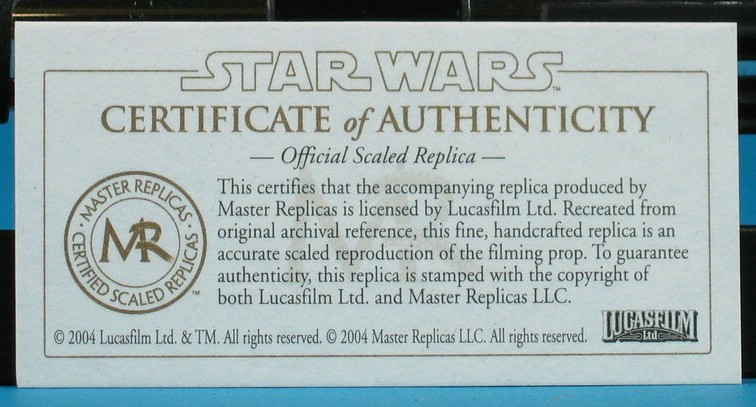 STAR WARS™
CERTIFICATE of AUTHENTICITY
— Official Scaled Replica —
· MASTER REPLICAS ·
MR
CERTIFIED SCALED REPLICAS
™
This certifies that the accompanying replica produced by
Master Replicas is licensed by Lucasfilm Ltd. Recreated from
original archival reference, this fine, handcrafted replica is an
accurate scaled reproduction of the filming prop. To guarantee
authenticity, this replica is stamped with the copyright of
both Lucasfilm Ltd. and Master Replicas LLC.
© 2004 Lucasfilm Ltd. & TM. All rights reserved. © 2004 Master Replicas LLC. All rights reserved.
LUCASFILM
Ltd